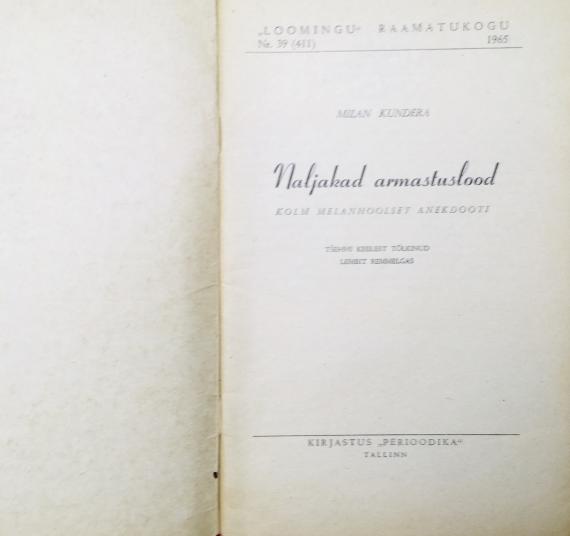 „LOOMINGU“ RAAMATUKOGU
Nr. 39 (411) 1965
MILAN KUNDERA
Naljakad armastuslood
KOLM MELANHOOLSET ANEKDOOTI
TŠEHHI KEELEST TÕLKINUD
LEMBIT REMMELGAS
KIRJASTUS „PERIOODIKA“
TALLINN